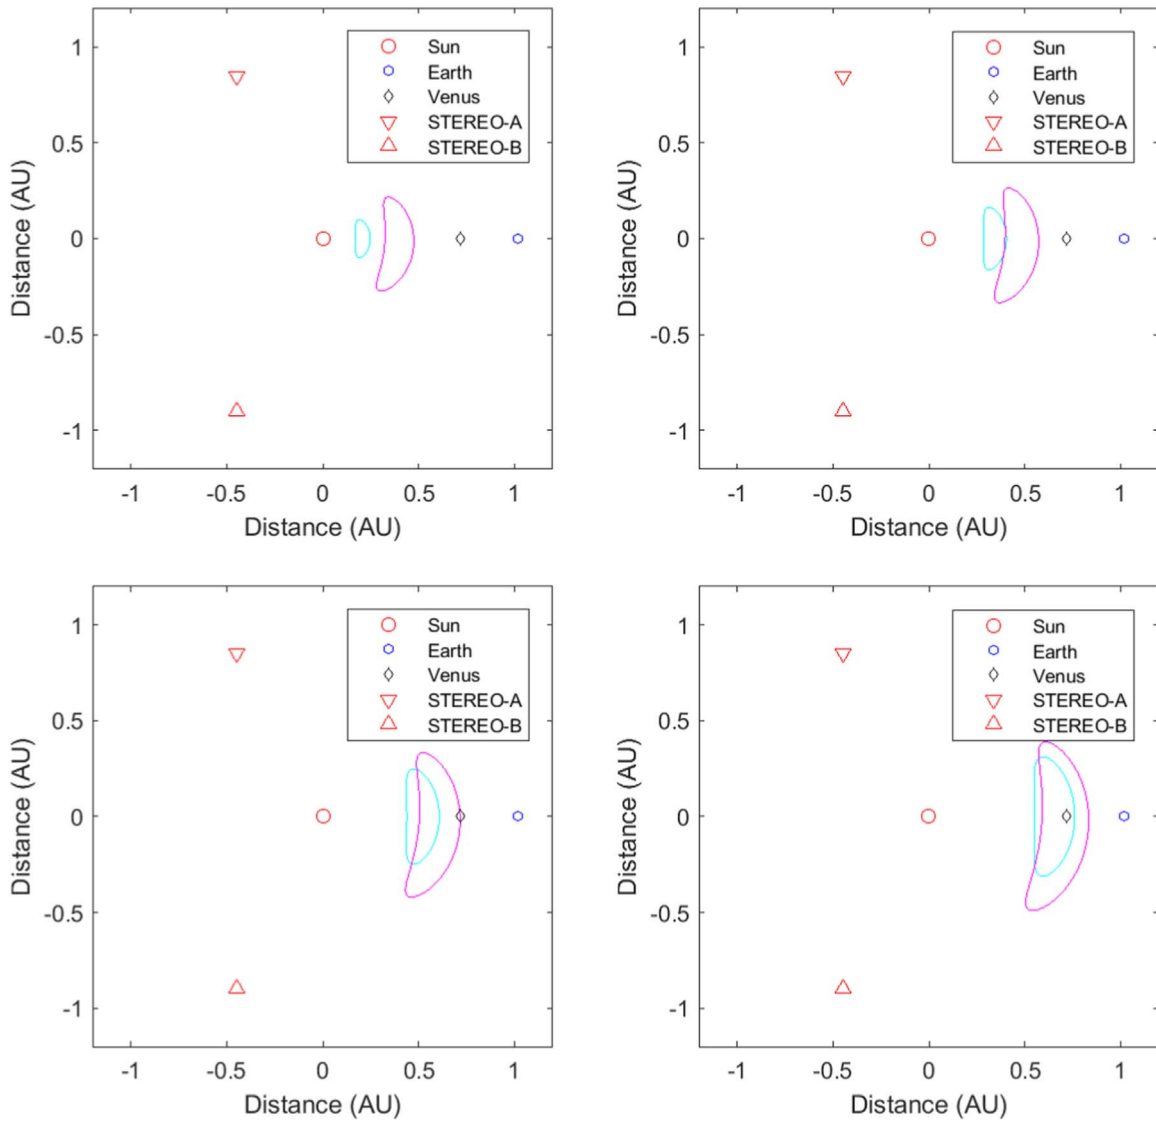 Sun
Earth
Venus
STEREO-A
STEREO-B
1
0.5
0
-0.5
-1
Distance (AU)
-1 -0.5 0 0.5 1
Distance (AU)
Sun
Earth
Venus
STEREO-A
STEREO-B
1
0.5
0
-0.5
-1
Distance (AU)
-1 -0.5 0 0.5 1
Distance (AU)
Sun
Earth
Venus
STEREO-A
STEREO-B
1
0.5
0
-0.5
-1
Distance (AU)
-1 -0.5 0 0.5 1
Distance (AU)
Sun
Earth
Venus
STEREO-A
STEREO-B
1
0.5
0
-0.5
-1
Distance (AU)
-1 -0.5 0 0.5 1
Distance (AU)